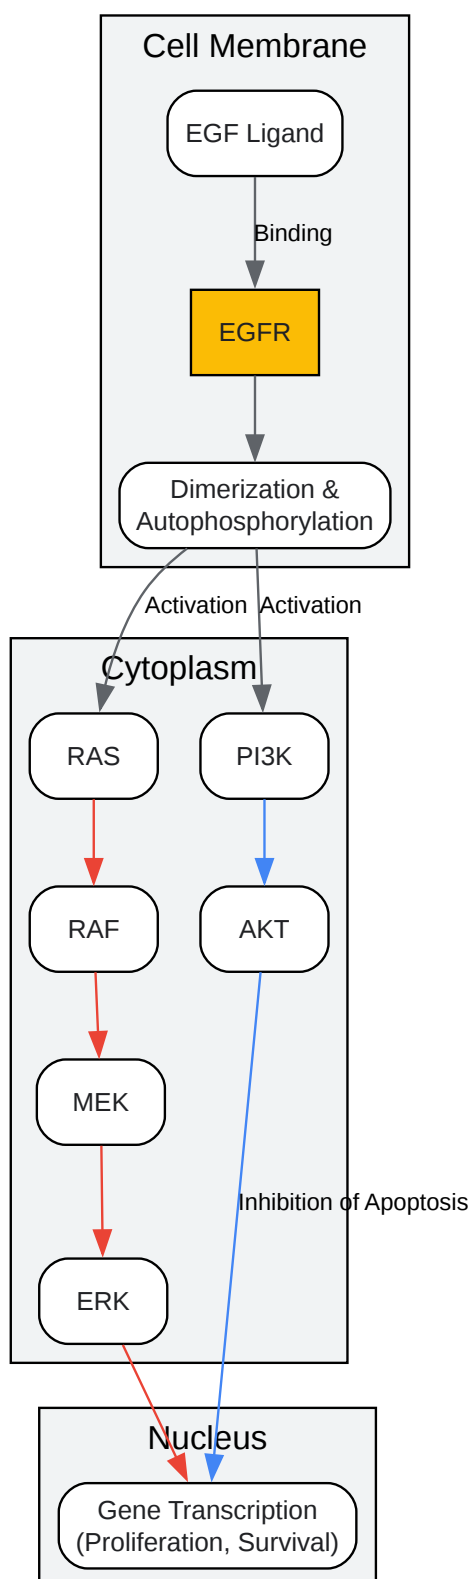 Cell Membrane
EGF Ligand
Binding
EGFR
Dimerization &
Autophosphorylation
Activation
Activation
Cytoplasm
RAS
PI3K
RAF
AKT
MEK
Inhibition of Apoptosis
ERK
Nucleus
Gene Transcription
(Proliferation, Survival)